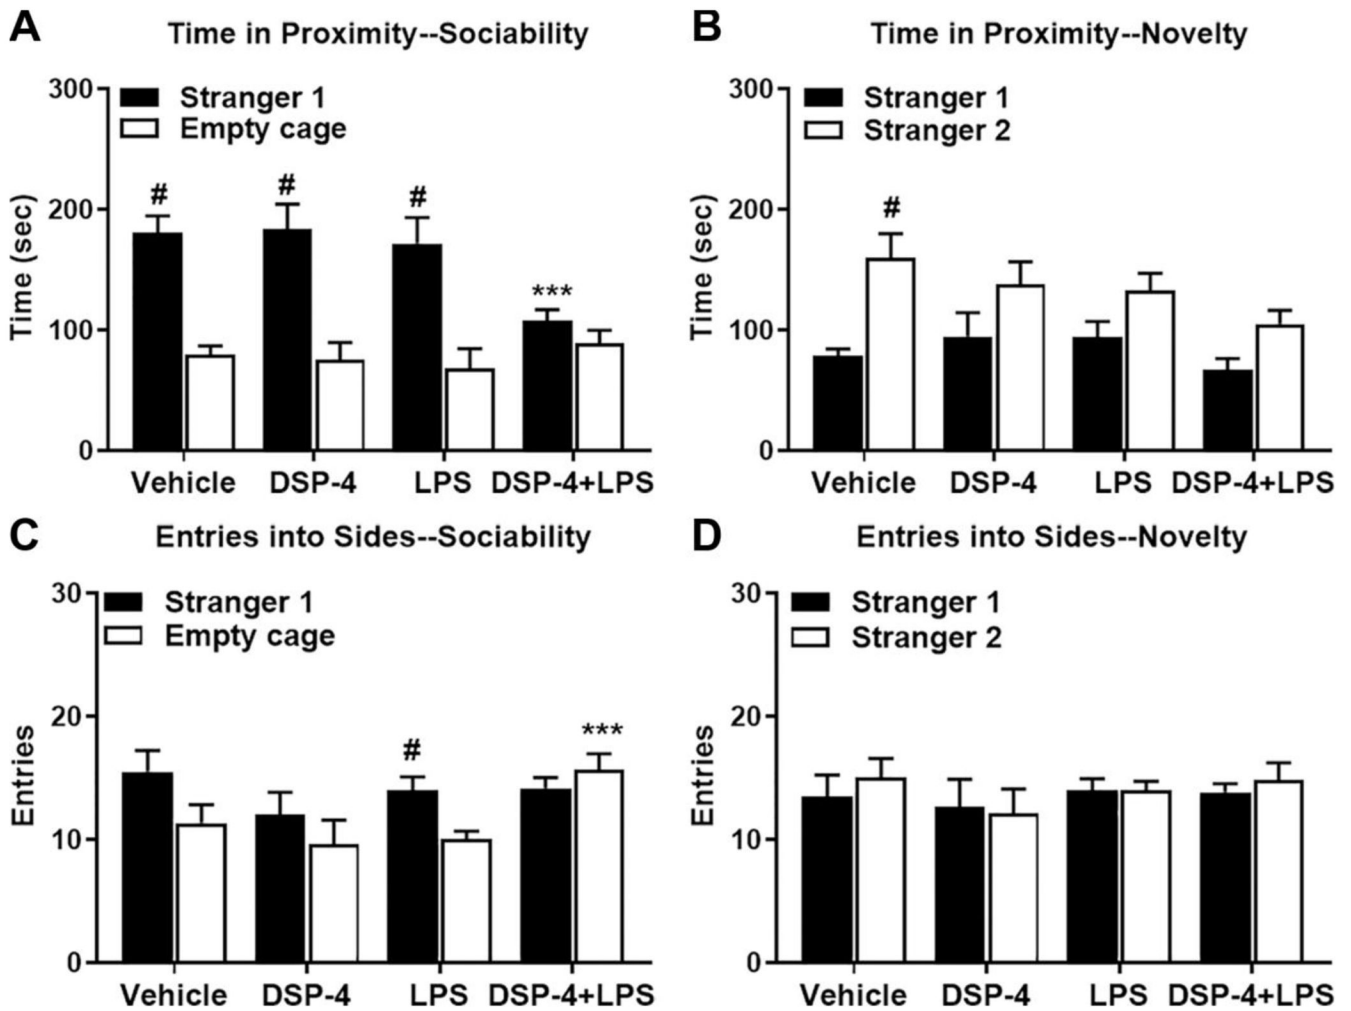 A Time in Proximity--Sociability
300
Stranger 1
Empty cage
#
#
#
200
***
100
0
Time (sec)
Vehicle DSP-4 LPS DSP-4+LPS
B Time in Proximity--Novelty
300
Stranger 1
Stranger 2
#
200
100
0
Time (sec)
Vehicle DSP-4 LPS DSP-4+LPS
C Entries into Sides--Sociability
30
Stranger 1
Empty cage
20
#
***
10
0
Entries
Vehicle DSP-4 LPS DSP-4+LPS
D Entries into Sides--Novelty
30
Stranger 1
Stranger 2
20
10
0
Entries
Vehicle DSP-4 LPS DSP-4+LPS